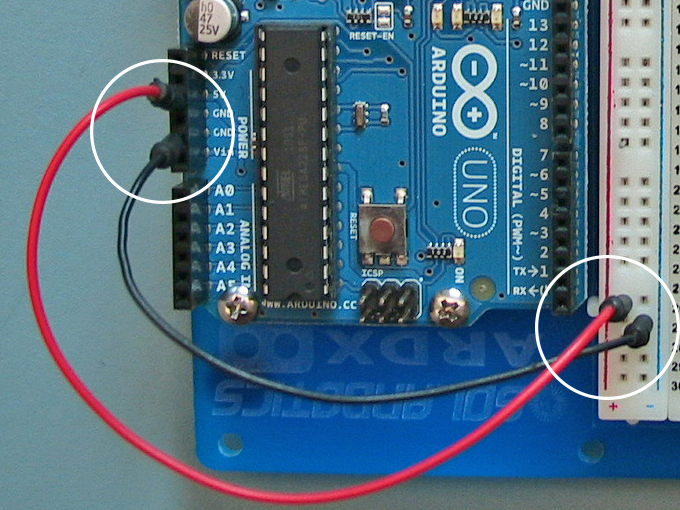 h0
47
25V
RESET-EN
RESET
3.3V
5V
GND
GND
Vin
POWER
A0
A1
A2
A3
A4
ANALOG IN
WWW.ARDUINO.CC
RESET
ICSP
ON
ARDUINO
UNO
GND
13
12
~11
~10
~9
8
7
~6
~5
~4
~3
2
TX→1
RX←0
DIGITAL (PWM~)
ARDX
SOLARBOTICS
+
-